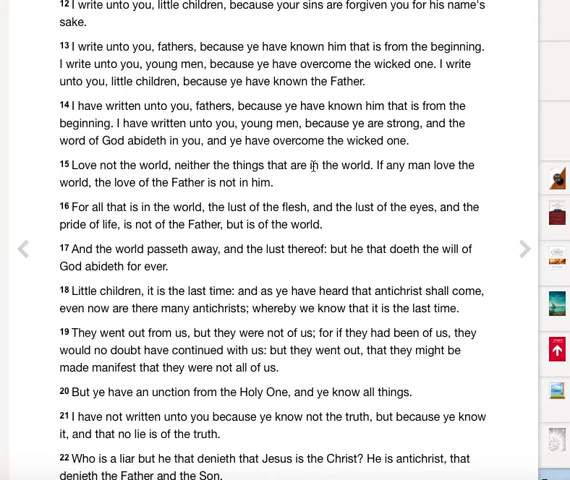 12 I write unto you, little children, because your sins are forgiven you for his name's
sake.
13 I write unto you, fathers, because ye have known him that is from the beginning.
I write unto you, young men, because ye have overcome the wicked one. I write
unto you, little children, because ye have known the Father.
14 I have written unto you, fathers, because ye have known him that is from the
beginning. I have written unto you, young men, because ye are strong, and the
word of God abideth in you, and ye have overcome the wicked one.
15 Love not the world, neither the things that are in the world. If any man love the
world, the love of the Father is not in him.
16 For all that is in the world, the lust of the flesh, and the lust of the eyes, and the
pride of life, is not of the Father, but is of the world.
17 And the world passeth away, and the lust thereof: but he that doeth the will of
God abideth for ever.
18 Little children, it is the last time: and as ye have heard that antichrist shall come,
even now are there many antichrists; whereby we know that it is the last time.
19 They went out from us, but they were not of us; for if they had been of us, they
would no doubt have continued with us: but they went out, that they might be
made manifest that they were not all of us.
20 But ye have an unction from the Holy One, and ye know all things.
21 I have not written unto you because ye know not the truth, but because ye know
it, and that no lie is of the truth.
22 Who is a liar but he that denieth that Jesus is the Christ? He is antichrist, that
denieth the Father and the Son.